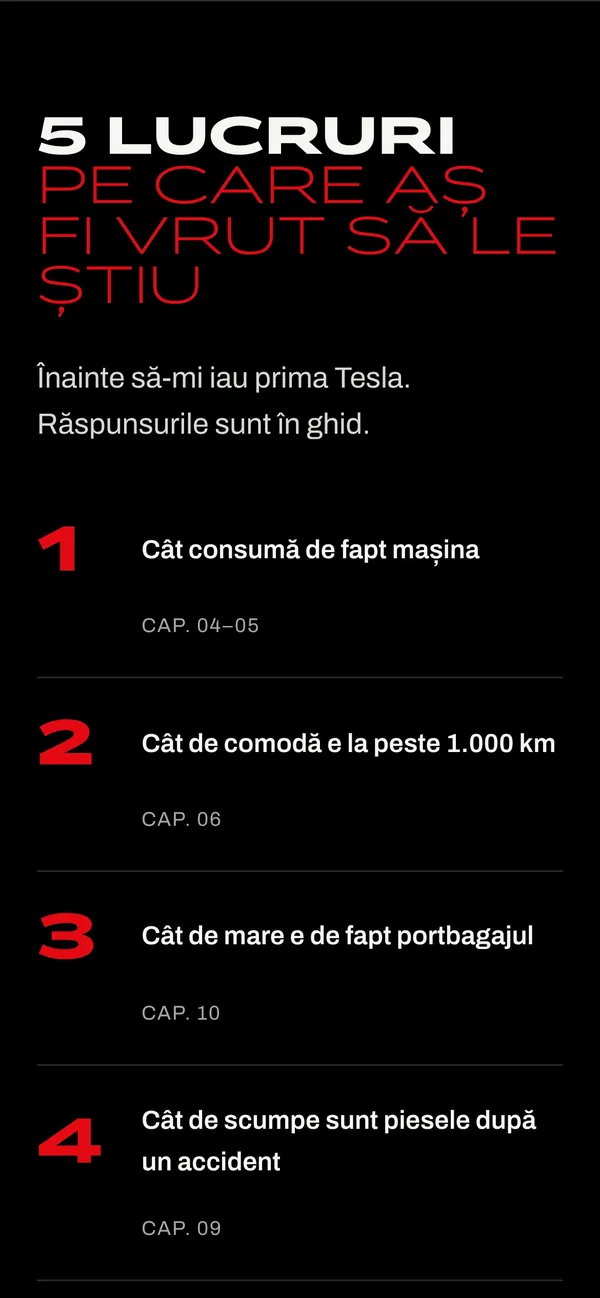 5 LUCRURI
PE CARE AȘ
FI VRUT SĂ LE
ȘTIU
Înainte să-mi iau prima Tesla.
Răspunsurile sunt în ghid.
1
Cât consumă de fapt mașina
CAP. 04–05
2
Cât de comodă e la peste 1.000 km
CAP. 06
3
Cât de mare e de fapt portbagajul
CAP. 10
4
Cât de scumpe sunt piesele după
un accident
CAP. 09